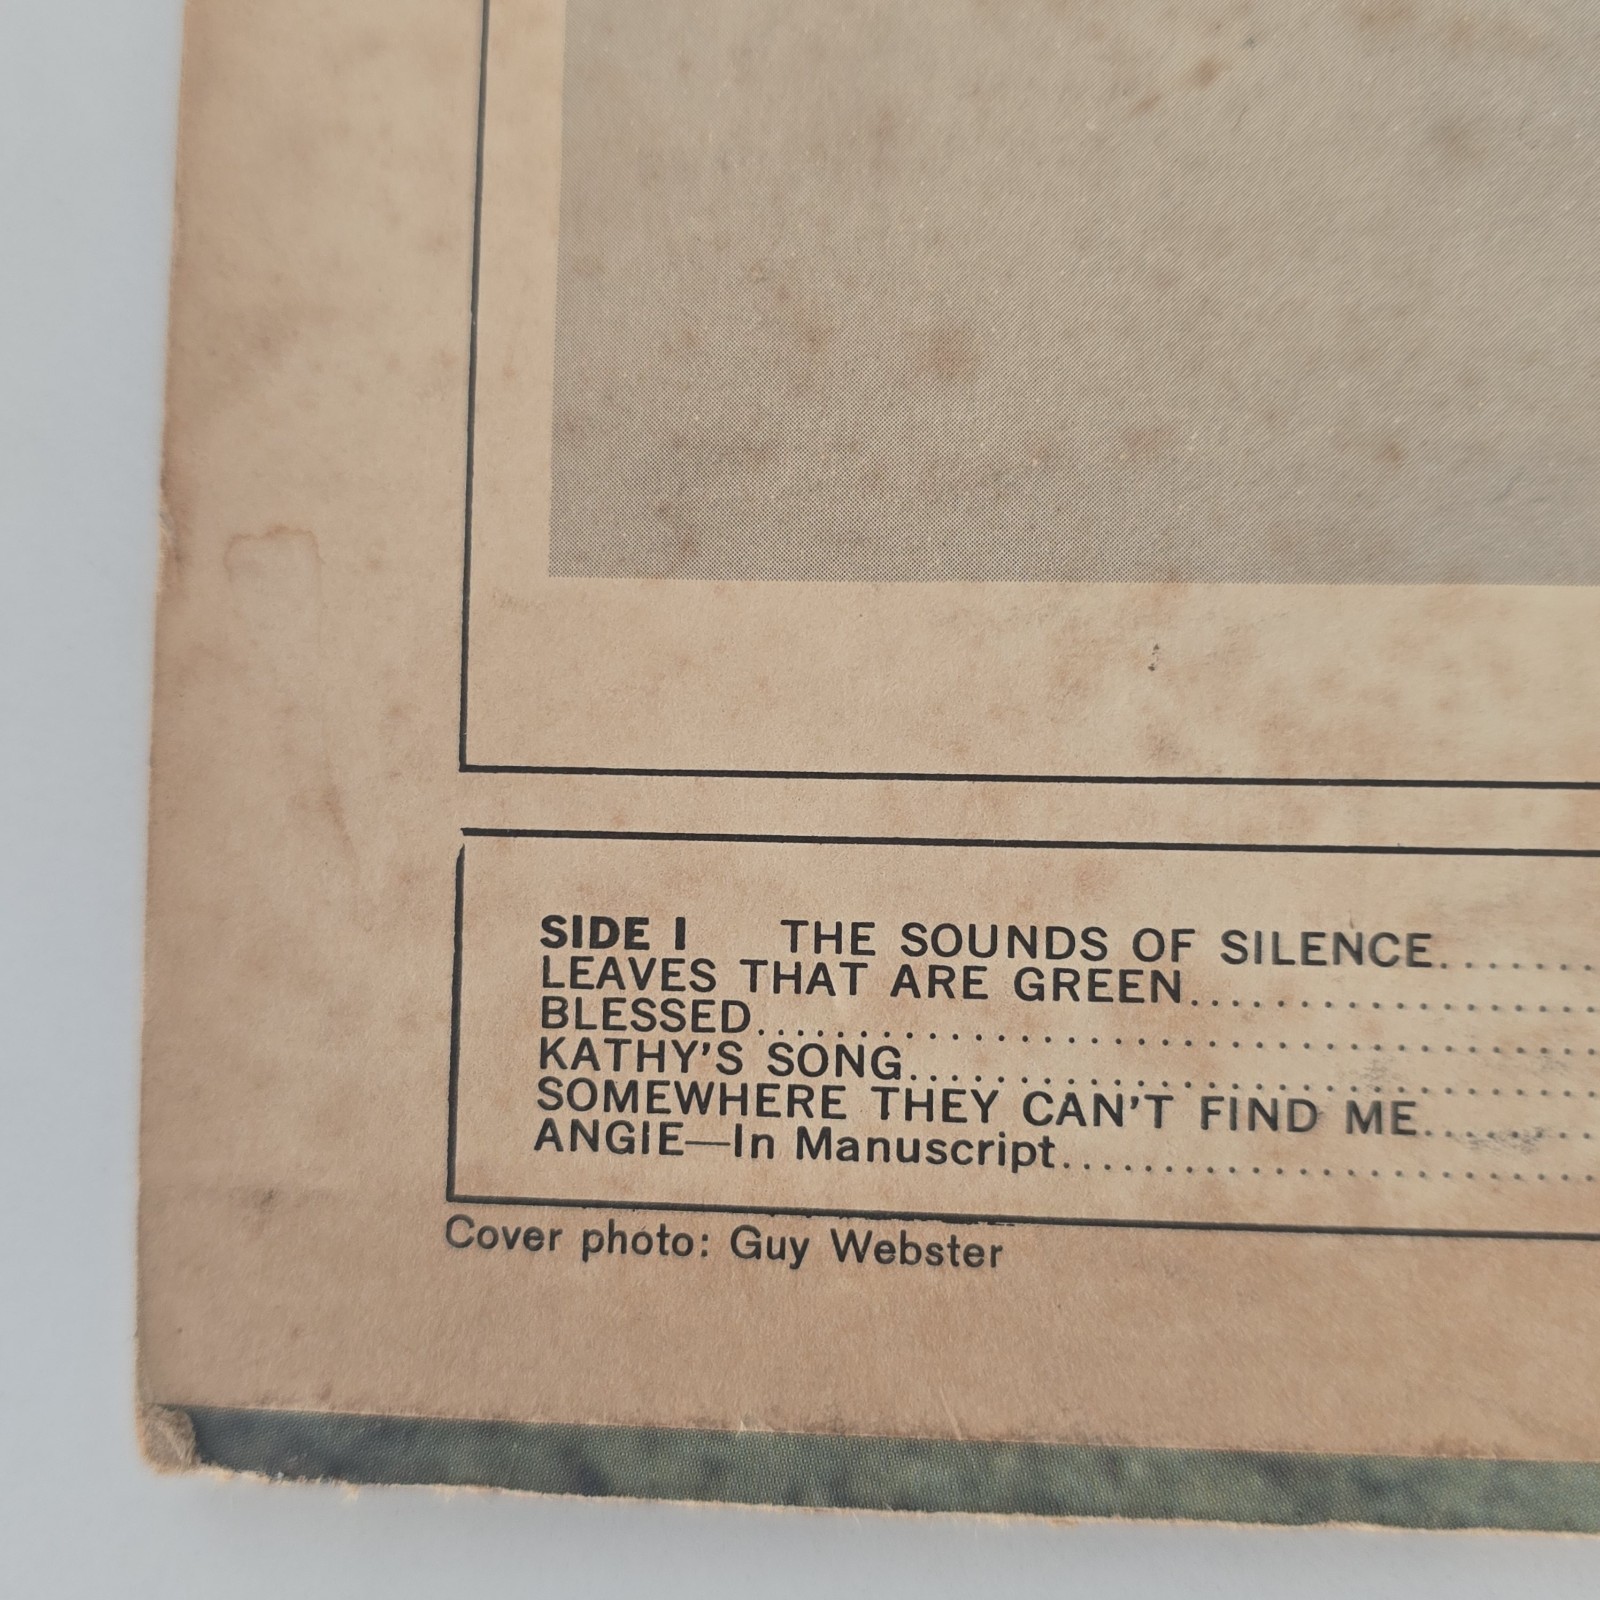 SIDE I THE SOUNDS OF SILENCE..........
LEAVES THAT ARE GREEN..........
BLESSED..........
KATHY'S SONG..........
SOMEWHERE THEY CAN'T FIND ME..........
ANGIE—In Manuscript..........
Cover photo: Guy Webster